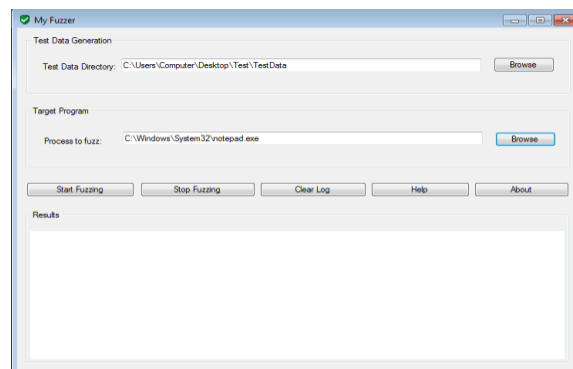 My Fuzzer
Test Data Generation
Test Data Directory: C:\Users\Computer\Desktop\Test\TestData Browse
Target Program
Process to fuzz: C:\Windows\System32\notepad.exe Browse
Start Fuzzing Stop Fuzzing Clear Log Help About
Results